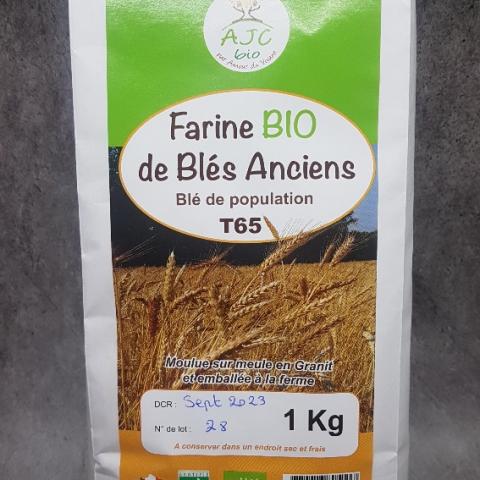 AJC
bio
Farine BIO
de Blés Anciens
Blé de population
T65
Moulue sur meule en Granit
et emballée à la ferme
DCR : Sept 2023
1 Kg
N° de lot : 28
A conserver dans un endroit sec et frais